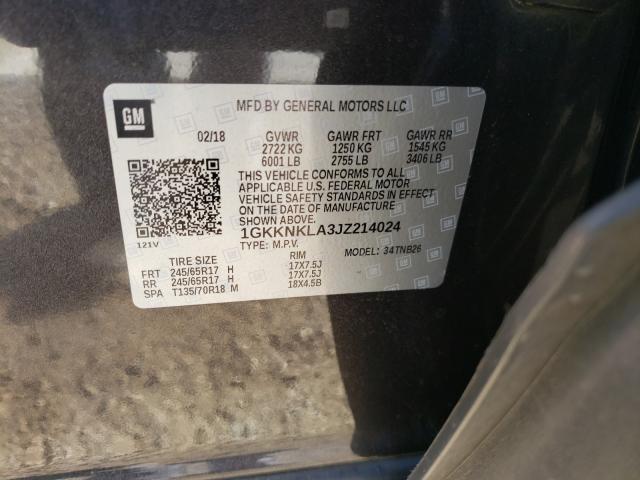 GM
MFD BY GENERAL MOTORS LLC
02/18 GVWR GAWR FRT GAWR RR
2722 KG 1250 KG 1545 KG
6001 LB 2755 LB 3406 LB
THIS VEHICLE CONFORMS TO ALL
APPLICABLE U.S. FEDERAL MOTOR
VEHICLE SAFETY STANDARDS IN EFFECT
ON THE DATE OF MANUFACTURE
SHOWN ABOVE.
1GKKNKLA3JZ214024
121V TYPE: M.P.V. MODEL: 34TNB26
TIRE SIZE RIM
FRT 245/65R17 H 17X7.5J
RR 245/65R17 H 17X7.5J
SPA T135/70R18 M 18X4.5B